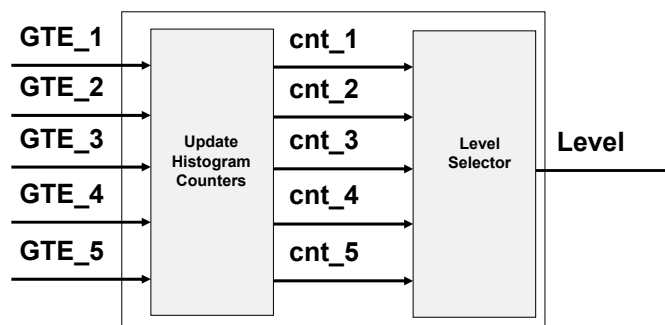 GTE_1
GTE_2
GTE_3
GTE_4
GTE_5
Update
Histogram
Counters
cnt_1
cnt_2
cnt_3
cnt_4
cnt_5
Level
Selector
Level